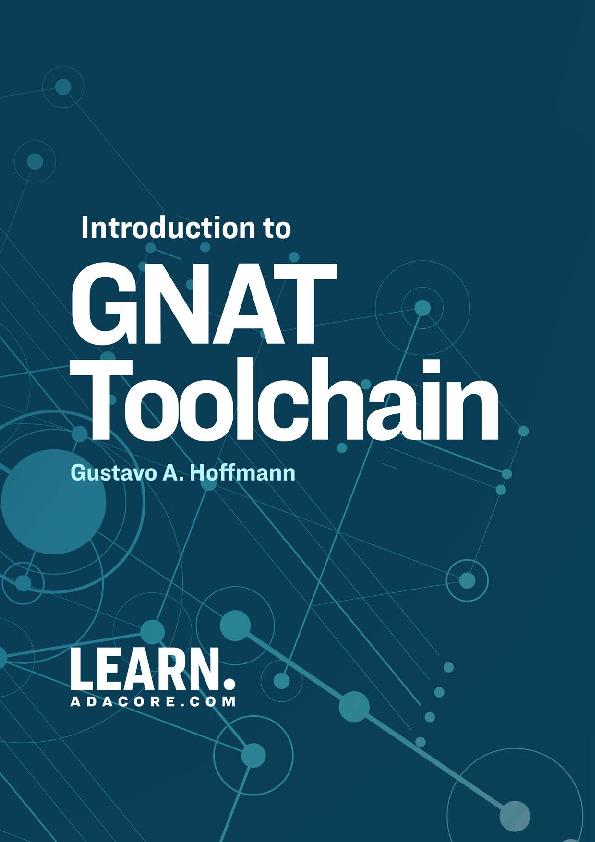 Introduction to
GNAT
Toolchain
Gustavo A. Hoffmann
LEARN.
ADACORE.COM